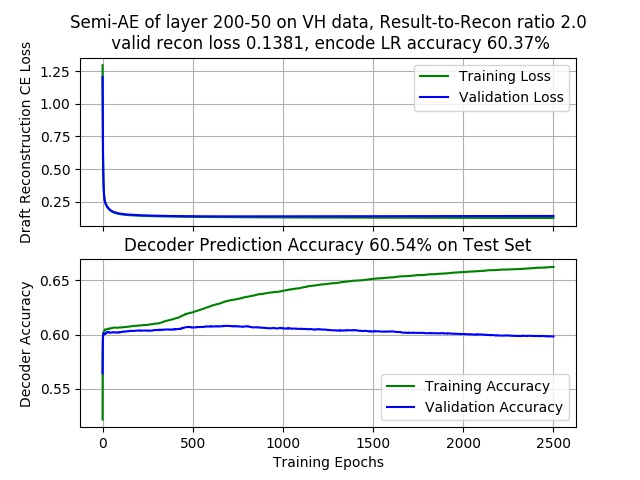 Semi-AE of layer 200-50 on VH data, Result-to-Recon ratio 2.0
valid recon loss 0.1381, encode LR accuracy 60.37%
Draft Reconstruction CE Loss
1.25
1.00
0.75
0.50
0.25
Training Loss
Validation Loss
Decoder Prediction Accuracy 60.54% on Test Set
Decoder Accuracy
0.65
0.60
0.55
Training Accuracy
Validation Accuracy
0 500 1000 1500 2000 2500
Training Epochs